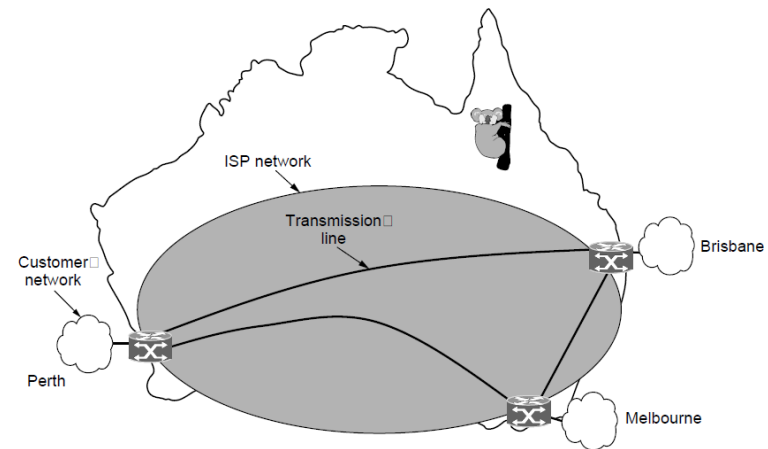 ISP network
Transmission□
line
Customer□
network
Brisbane
Perth
Melbourne